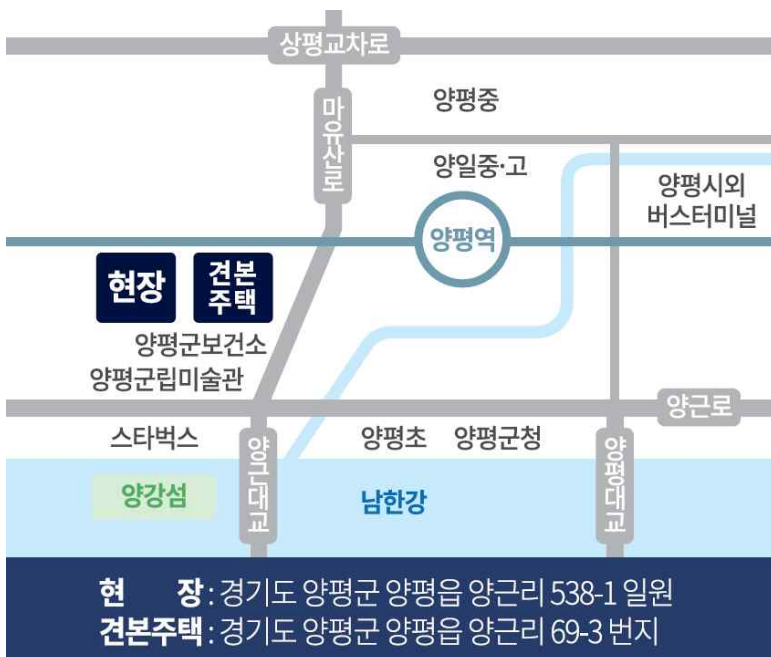 상평교차로
마유산로
양평중
양일중·고
양평시외
버스터미널
양평역
현장
견본
주택
양평군보건소
양평군립미술관
양근로
스타벅스
양근대교
양평초
양평군청
양평대교
양강섬
남한강
현 장 : 경기도 양평군 양평읍 양근리 538-1 일원
견본주택 : 경기도 양평군 양평읍 양근리 69-3 번지